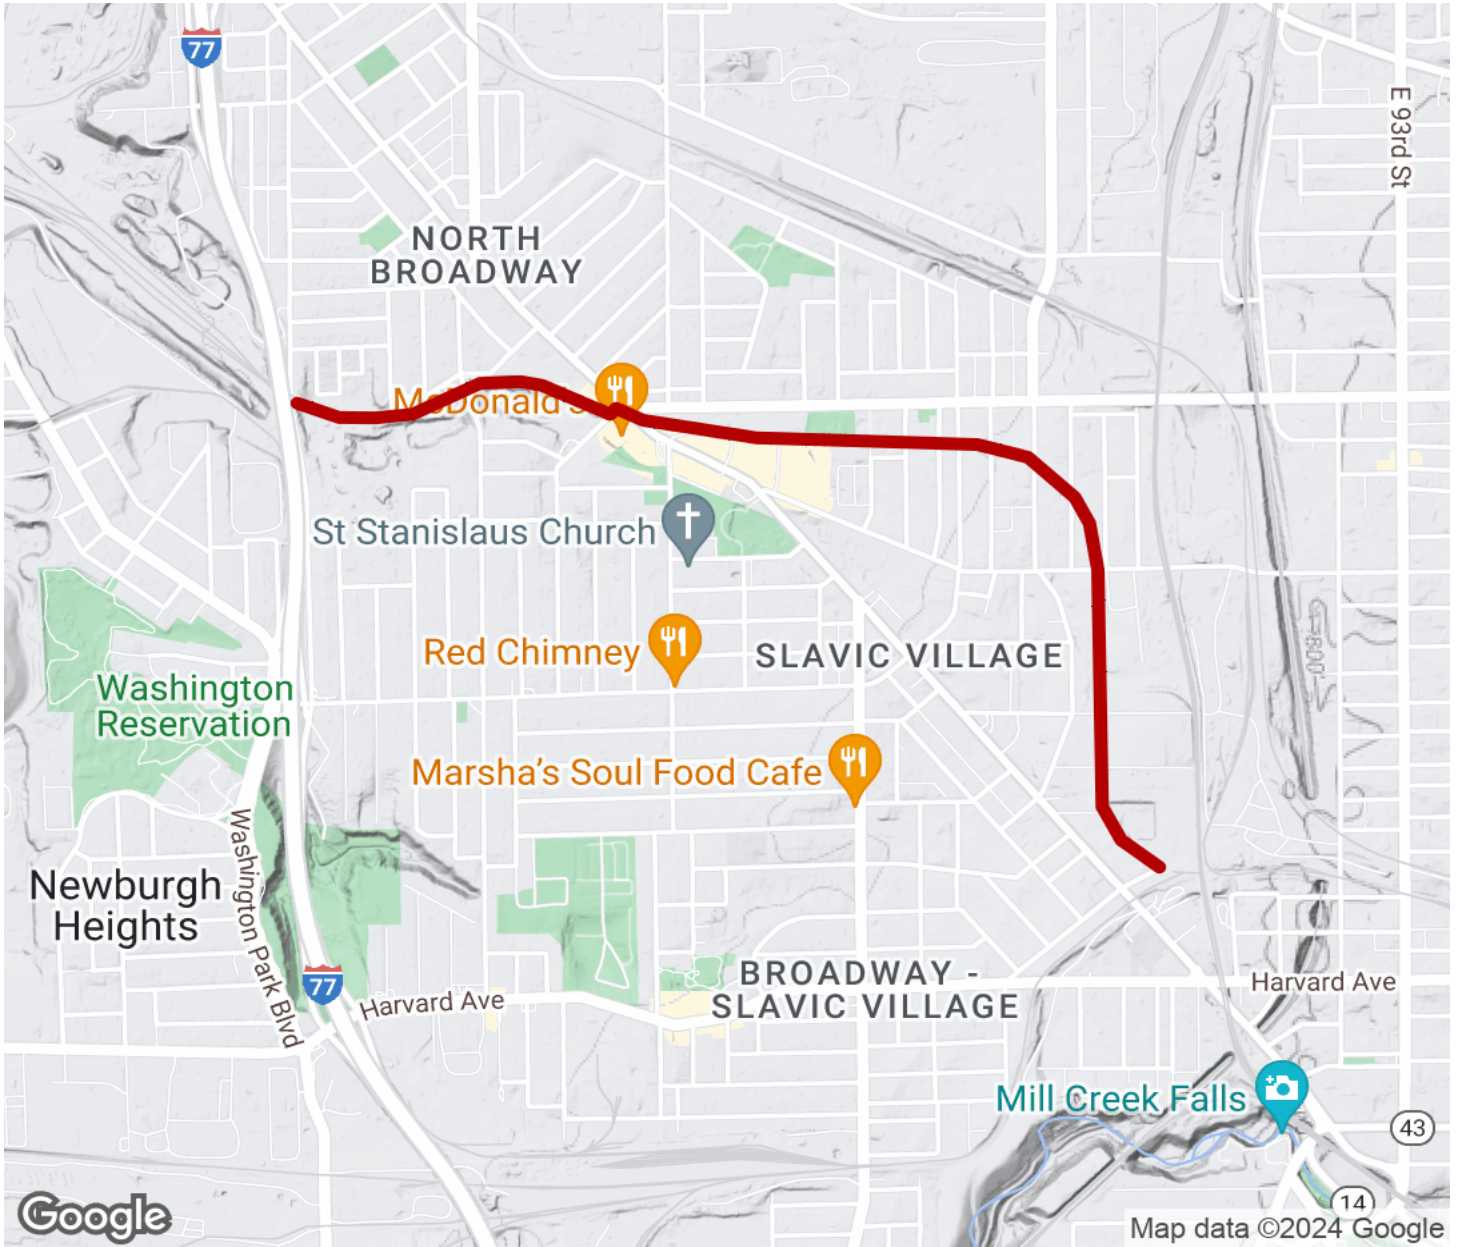 77
E 93rd St
NORTH
BROADWAY
McDonald's
St Stanislaus Church
Red Chimney
SLAVIC VILLAGE
Washington
Reservation
Marsha's Soul Food Cafe
Washington Park Blvd
Newburgh
Heights
77
Harvard Ave
BROADWAY -
SLAVIC VILLAGE
Harvard Ave
Mill Creek Falls
43
14
Google
Map data ©2024 Google